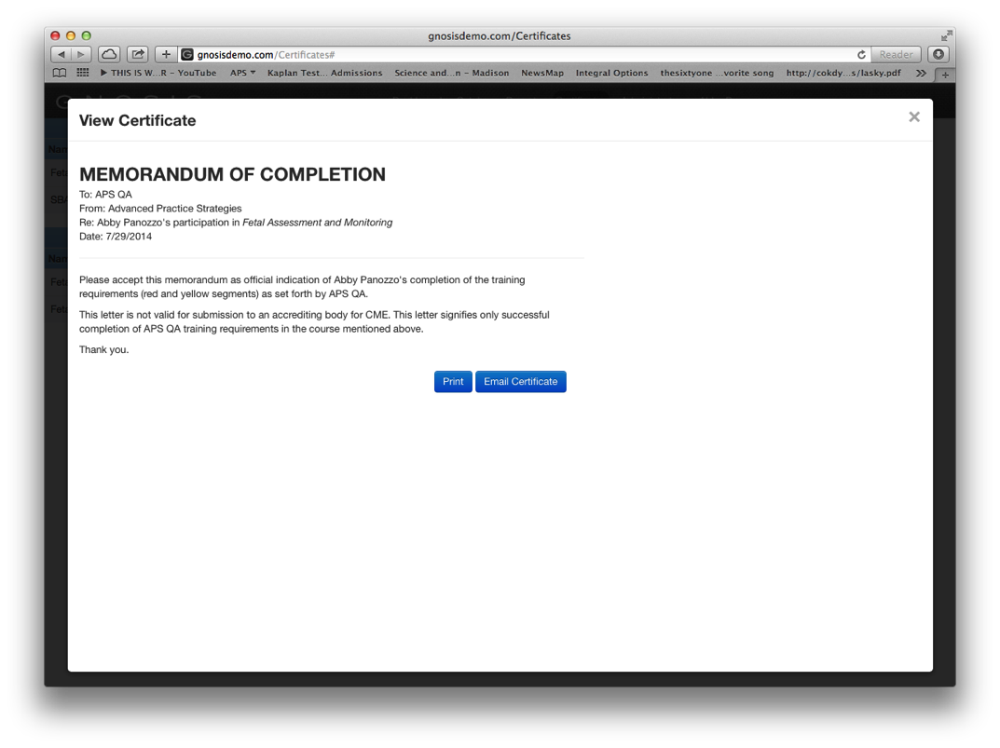 gnosisdemo.com/Certificates
gnosisdemo.com/Certificates#
Reader
THIS IS W...R – YouTube
APS
Kaplan Test... Admissions
Science and...n – Madison
NewsMap
Integral Options
thesixtyone ...vorite song
http://cokdy...s/lasky.pdf
View Certificate
MEMORANDUM OF COMPLETION
To: APS QA
From: Advanced Practice Strategies
Re: Abby Panozzo's participation in Fetal Assessment and Monitoring
Date: 7/29/2014
Please accept this memorandum as official indication of Abby Panozzo's completion of the training
requirements (red and yellow segments) as set forth by APS QA.
This letter is not valid for submission to an accrediting body for CME. This letter signifies only successful
completion of APS QA training requirements in the course mentioned above.
Thank you.
Print
Email Certificate